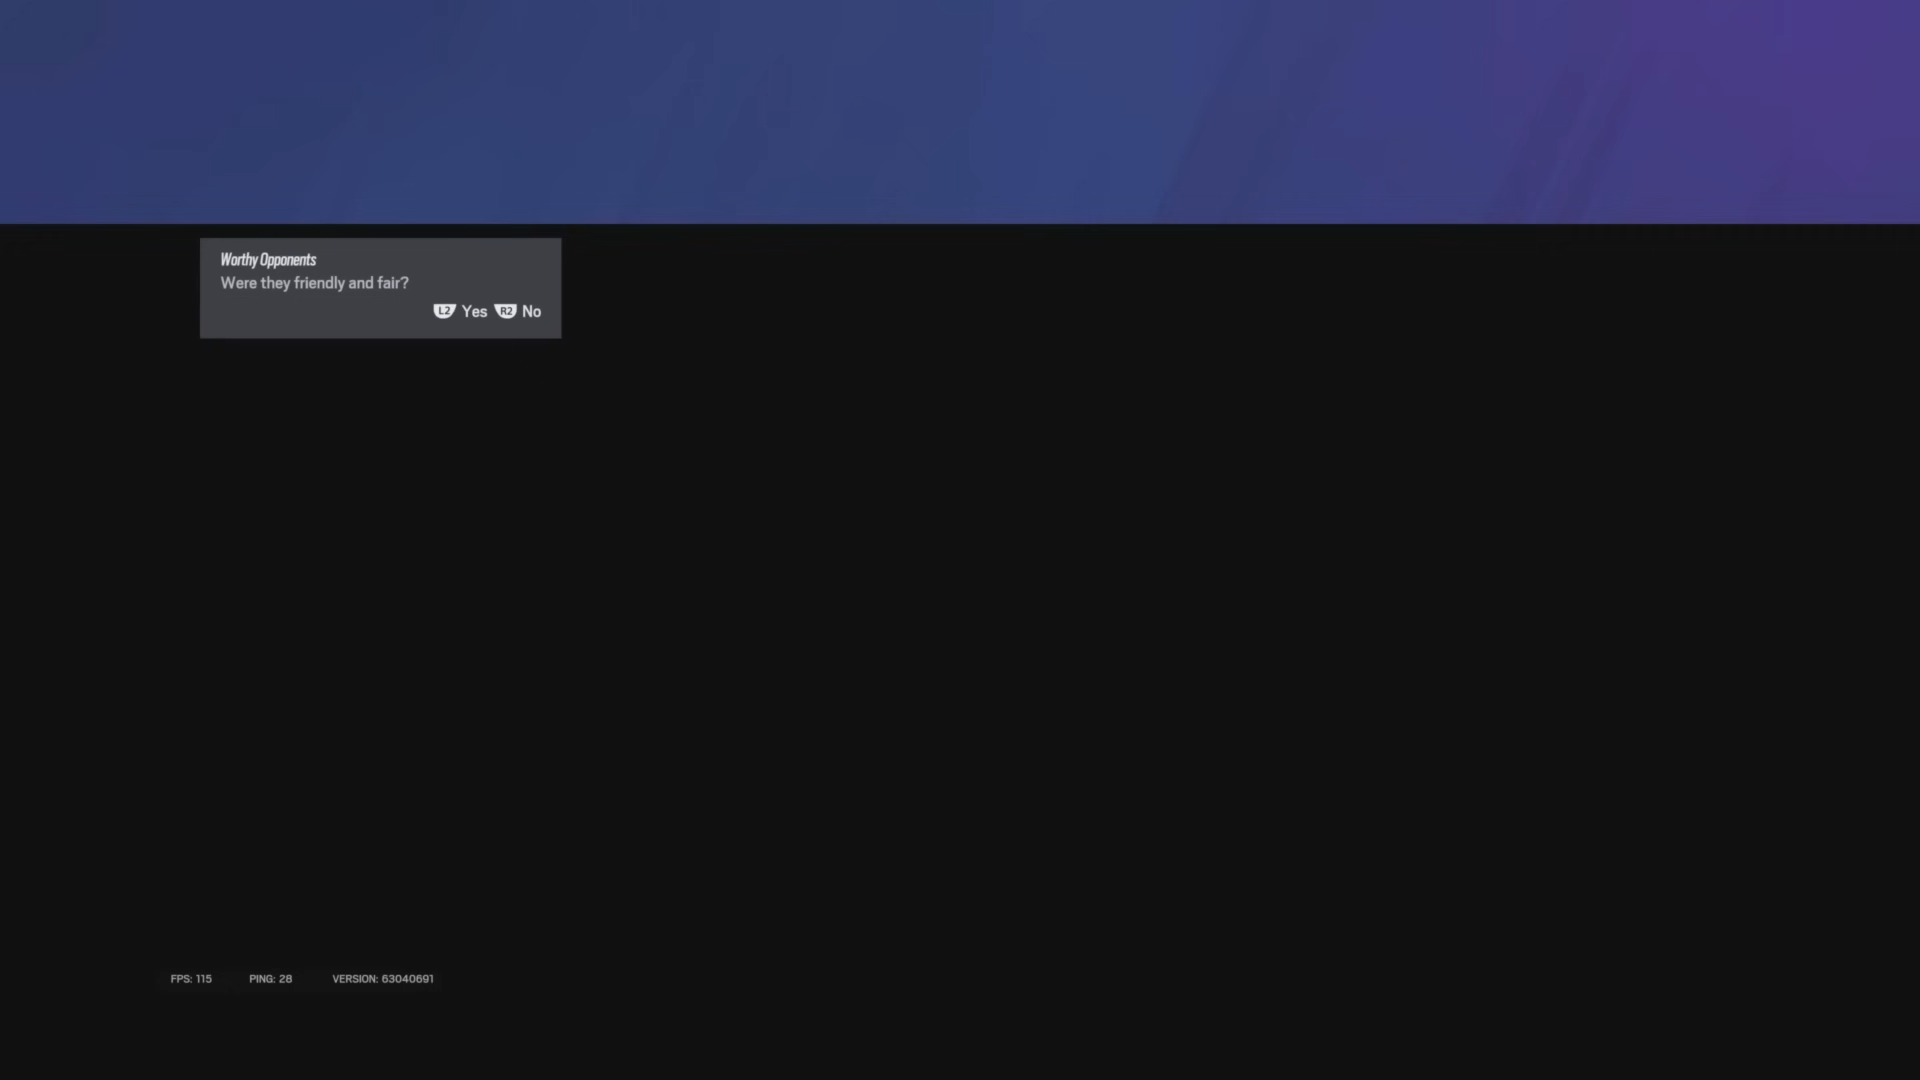 Worthy Opponents
Were they friendly and fair?
L2 Yes R2 No
FPS: 115 PING: 28 VERSION: 63040691